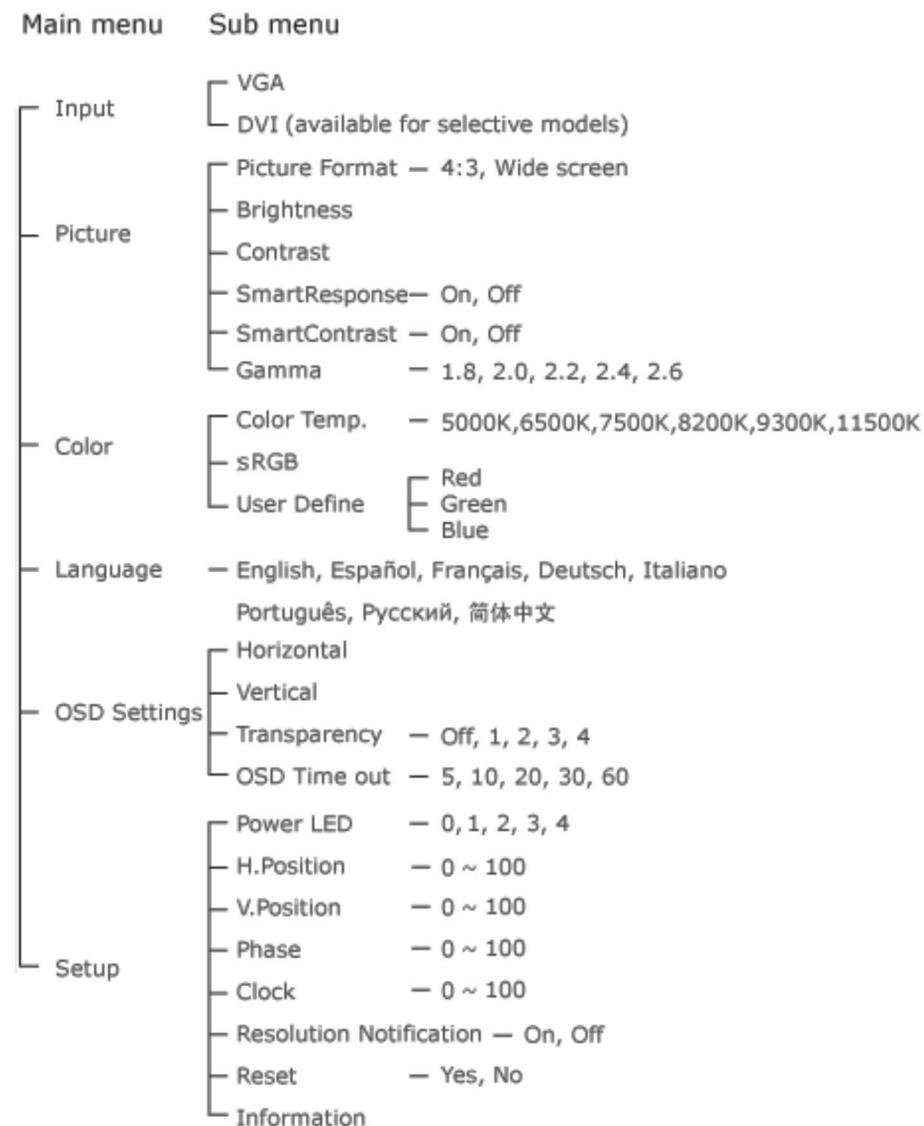 Main menu Sub menu
VGA
Input
DVI (available for selective models)
Picture Format — 4:3, Wide screen
Brightness
Picture
Contrast
SmartResponse— On, Off
SmartContrast — On, Off
Gamma — 1.8, 2.0, 2.2, 2.4, 2.6
Color Temp. — 5000K,6500K,7500K,8200K,9300K,11500K
Color
sRGB
Red
User Define Green
Blue
Language — English, Español, Français, Deutsch, Italiano
Português, Русский, 简体中文
Horizontal
Vertical
OSD Settings
Transparency — Off, 1, 2, 3, 4
OSD Time out — 5, 10, 20, 30, 60
Power LED — 0, 1, 2, 3, 4
H.Position — 0 ~ 100
V.Position — 0 ~ 100
Phase — 0 ~ 100
Setup
Clock — 0 ~ 100
Resolution Notification — On, Off
Reset — Yes, No
Information